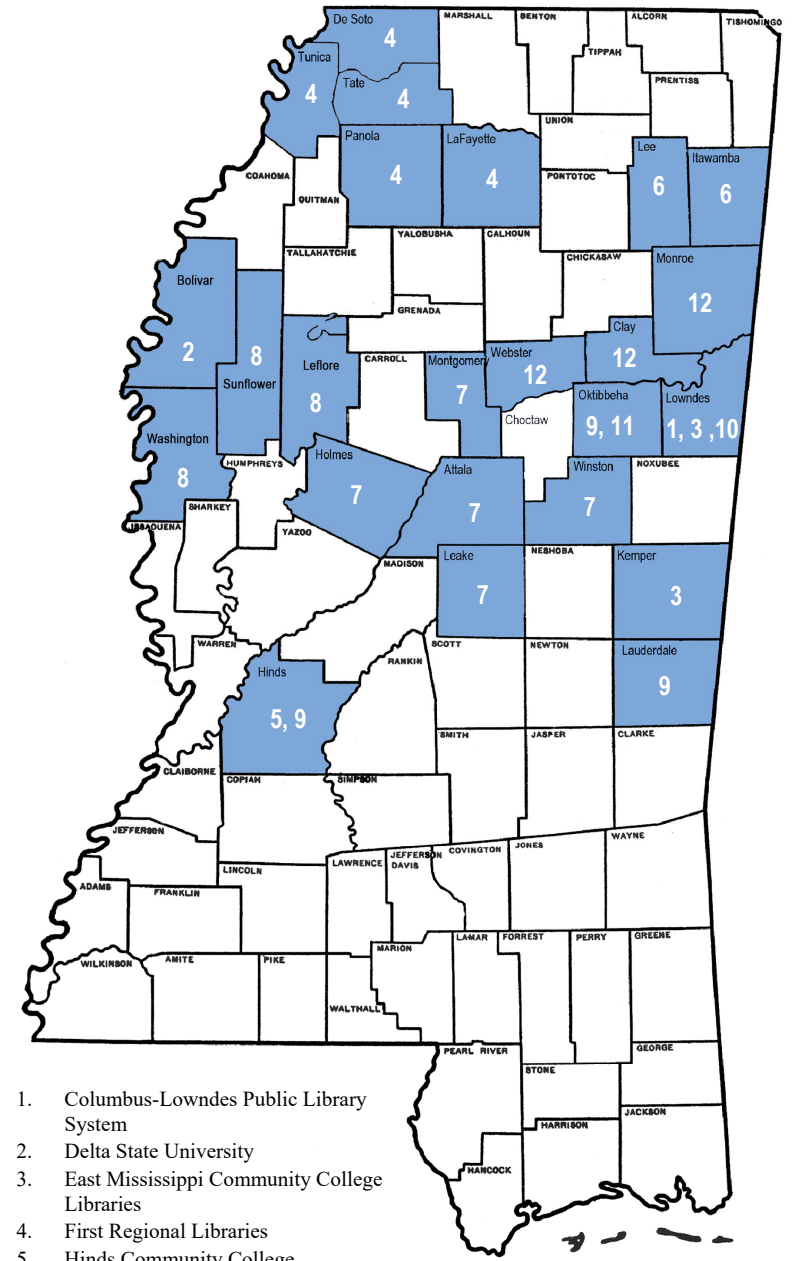 De Soto
4
MARSHALL
BENTON
ALCORN
TISHOMINGO
TIPPAH
Tunica
4
Tate
4
PRENTISS
UNION
Panola
4
LaFayette
4
Lee
6
Itawamba
6
COAHOMA
QUITMAN
PONTOTOC
TALLAHATCHIE
YALOBUSHA
CALHOUN
CHICKASAW
Monroe
12
Bolivar
2
8
Sunflower
GRENADA
Leflore
8
CARROLL
Montgomery
7
Webster
12
Clay
12
Choctaw
Oktibbeha
9, 11
Lowndes
1, 3 ,10
Washington
8
HUMPHREYS
Holmes
7
Attala
7
Winston
7
NOXUBEE
ISSAQUENA
SHARKEY
YAZOO
MADISON
Leake
7
NESHOBA
Kemper
3
WARREN
Hinds
5, 9
RANKIN
SCOTT
NEWTON
Lauderdale
9
SMITH
JASPER
CLARKE
CLAIBORNE
COPIAH
SIMPSON
JEFFERSON
LINCOLN
LAWRENCE
JEFFERSON
DAVIS
COVINGTON
JONES
WAYNE
ADAMS
FRANKLIN
WILKINSON
AMITE
PIKE
WALTHALL
MARION
LAMAR
FORREST
PERRY
GREENE
PEARL RIVER
STONE
GEORGE
HARRISON
JACKSON
HANCOCK
1. Columbus-Lowndes Public Library
System
2. Delta State University
3. East Mississippi Community College
Libraries
4. First Regional Libraries
5. Hinds Community College